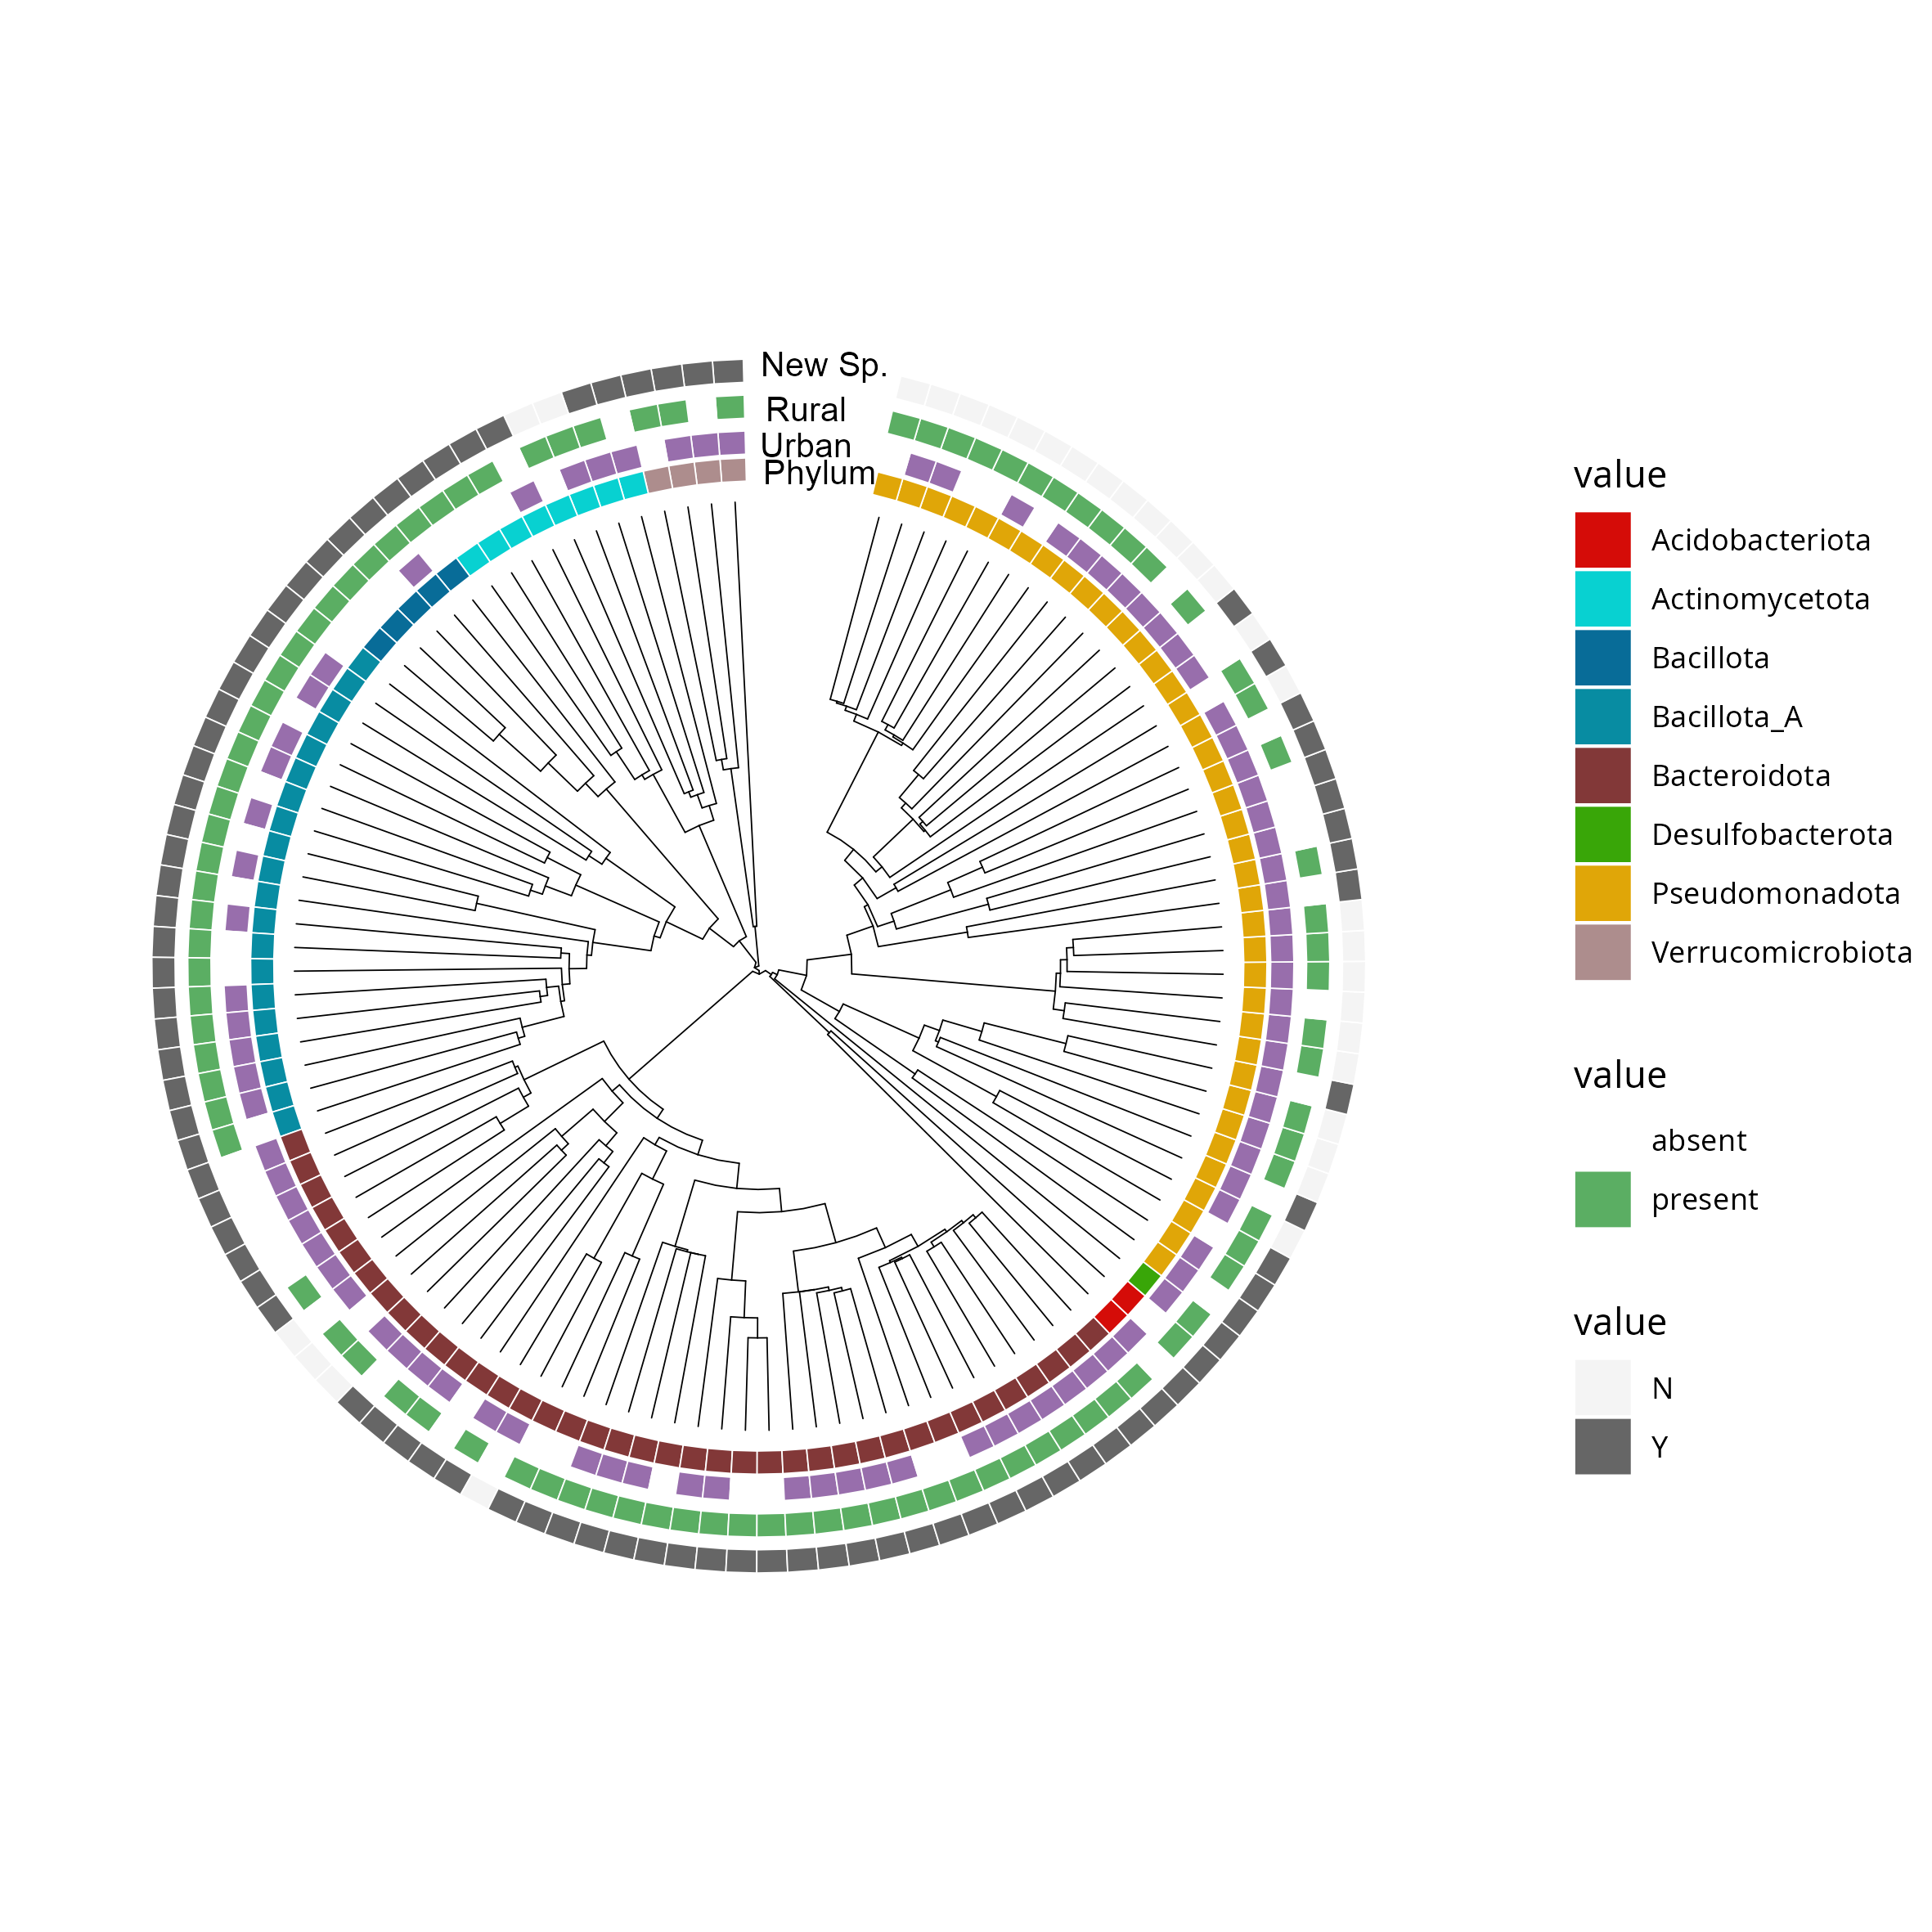 New Sp.
Rural
Urban
Phylum
value
Acidobacteriota
Actinomycetota
Bacillota
Bacillota_A
Bacteroidota
Desulfobacterota
Pseudomonadota
Verrucomicrobiota
value
absent
present
value
N
Y